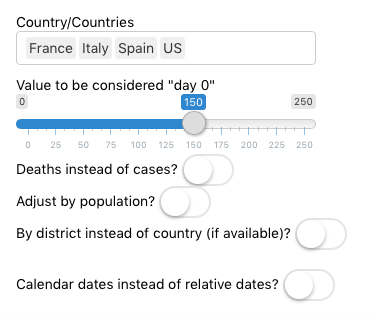 Country/Countries
France Italy Spain US
Value to be considered "day 0"
0 150 250
0 25 50 75 100 125 150 175 200 225 250
Deaths instead of cases?
Adjust by population?
By district instead of country (if available)?
Calendar dates instead of relative dates?